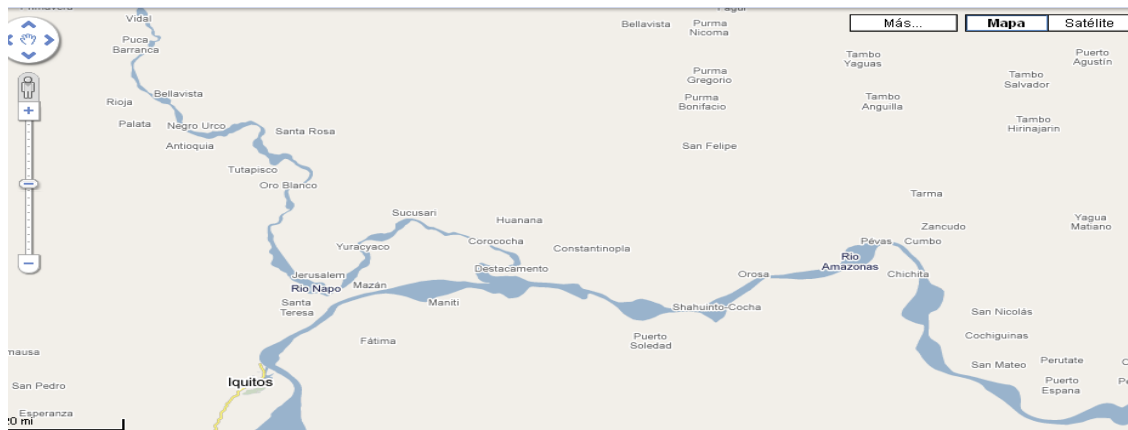 Vidal
Puca
Barranca
Bellavista
Purma
Nicoma
Más...
Mapa
Satélite
Tambo
Yaguas
Puerto
Agustín
Purma
Gregorio
Tambo
Salvador
Rioja
Bellavista
Purma
Bonifacio
Tambo
Anguilla
Palata
Negro Urco
Santa Rosa
Tambo
Hirinajarin
Antioquia
San Felipe
Tutapisco
Oro Blanco
Tarma
Sucusari
Huanana
Zancudo
Yagua
Matiano
Yuracyaco
Corococha
Constantinopla
Pévas
Cumbo
Rio
Amazonas
Jerusalem
Destacamento
Orosa
Chichita
Rio Napo
Mazán
Santa
Teresa
Maniti
Shahuinto-Cocha
San Nicolás
Fátima
Puerto
Soledad
Cochiguinas
mausa
San Mateo
Perutate
San Pedro
Iquitos
Puerto
Espana
Esperanza
20 mi